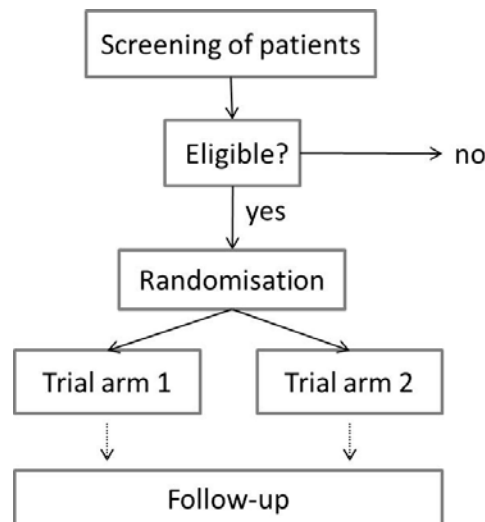 Screening of patients
Eligible?
no
yes
Randomisation
Trial arm 1
Trial arm 2
Follow-up